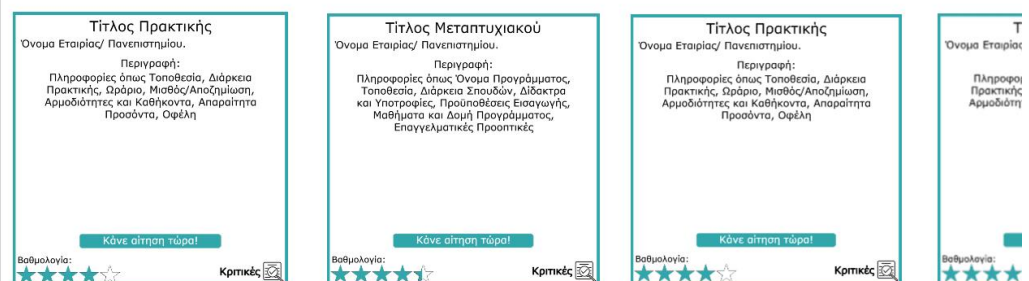 Τίτλος Πρακτικής
Όνομα Εταιρίας/ Πανεπιστημίου.
Περιγραφή:
Πληροφορίες όπως Τοποθεσία, Διάρκεια
Πρακτικής, Ωράριο, Μισθός/Αποζημίωση,
Αρμοδιότητες και Καθήκοντα, Απαραίτητα
Προσόντα, Οφέλη
Κάνε αίτηση τώρα!
Βαθμολογία:
Κριτικές
Τίτλος Μεταπτυχιακού
Όνομα Εταιρίας/ Πανεπιστημίου.
Περιγραφή:
Πληροφορίες όπως Όνομα Προγράμματος,
Τοποθεσία, Διάρκεια Σπουδών, Δίδακτρα
και Υποτροφίες, Προϋποθέσεις Εισαγωγής,
Μαθήματα και Δομή Προγράμματος,
Επαγγελματικές Προοπτικές
Κάνε αίτηση τώρα!
Βαθμολογία:
Κριτικές
Τίτλος Πρακτικής
Όνομα Εταιρίας/ Πανεπιστημίου.
Περιγραφή:
Πληροφορίες όπως Τοποθεσία, Διάρκεια
Πρακτικής, Ωράριο, Μισθός/Αποζημίωση,
Αρμοδιότητες και Καθήκοντα, Απαραίτητα
Προσόντα, Οφέλη
Κάνε αίτηση τώρα!
Βαθμολογία:
Κριτικές
Όνομα
Πρακτικής
Βαθμολογία: